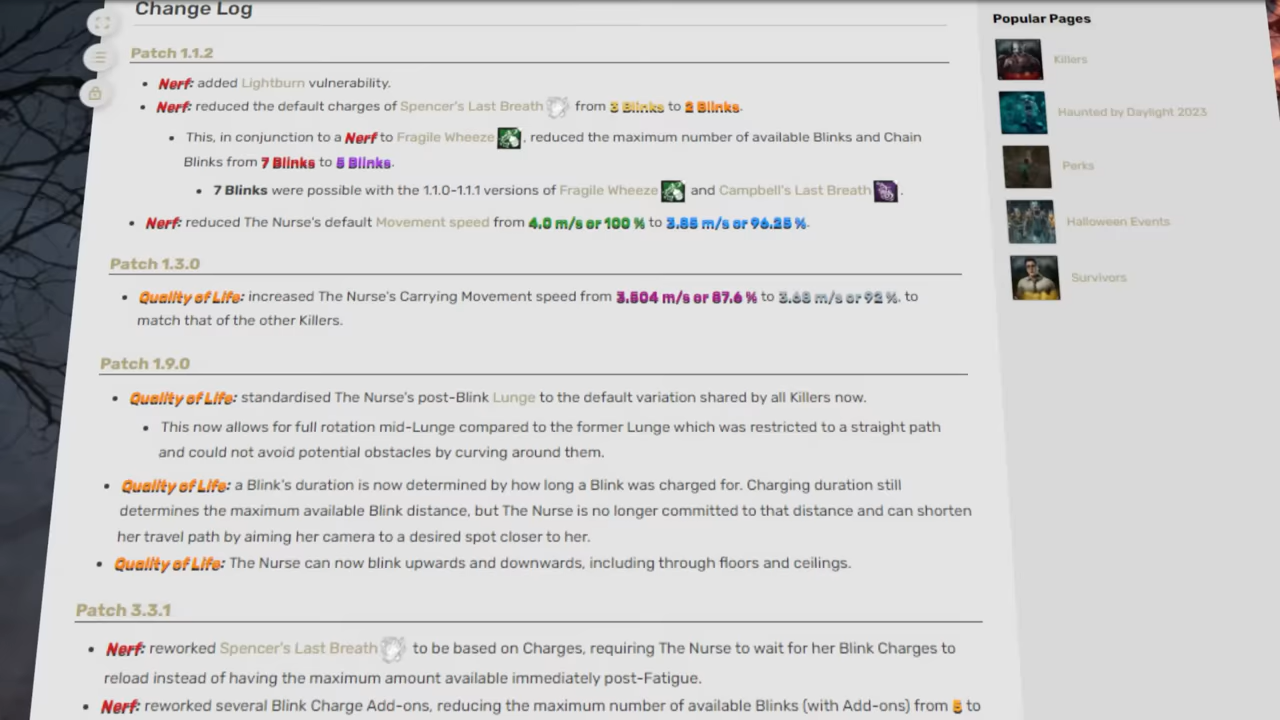 Change Log
Patch 1.1.2
Nerf: added Lightburn vulnerability.
Nerf: reduced the default charges of Spencer's Last Breath from 3 Blinks to 2 Blinks.
This, in conjunction to a Nerf to Fragile Wheeze, reduced the maximum number of available Blinks and Chain
Blinks from 7 Blinks to 5 Blinks.
7 Blinks were possible with the 1.1.0-1.1.1 versions of Fragile Wheeze and Campbell's Last Breath.
Nerf: reduced The Nurse's default Movement speed from 4.0 m/s or 100 % to 3.85 m/s or 96.25 %.
Patch 1.3.0
Quality of Life: increased The Nurse's Carrying Movement speed from 3.504 m/s or 87.6 % to 3.68 m/s or 92 %, to
match that of the other Killers.
Patch 1.9.0
Quality of Life: standardised The Nurse's post-Blink Lunge to the default variation shared by all Killers now.
This now allows for full rotation mid-Lunge compared to the former Lunge which was restricted to a straight path
and could not avoid potential obstacles by curving around them.
Quality of Life: a Blink's duration is now determined by how long a Blink was charged for. Charging duration still
determines the maximum available Blink distance, but The Nurse is no longer committed to that distance and can shorten
her travel path by aiming her camera to a desired spot closer to her.
Quality of Life: The Nurse can now blink upwards and downwards, including through floors and ceilings.
Patch 3.3.1
Nerf: reworked Spencer's Last Breath to be based on Charges, requiring The Nurse to wait for her Blink Charges to
reload instead of having the maximum amount available immediately post-Fatigue.
Nerf: reworked several Blink Charge Add-ons, reducing the maximum number of available Blinks (with Add-ons) from 5 to
Popular Pages
Killers
Haunted by Daylight 2023
Perks
Halloween Events
Survivors